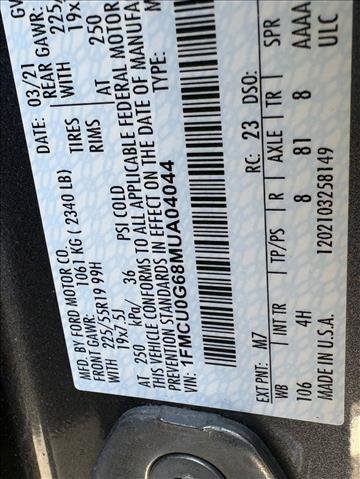 MFD. BY FORD MOTOR CO.
DATE: 03/21 GV
FRONT GAWR: 1061 KG ( 2340 LB) REAR GAWR:
WITH 225/55R19 99H TIRES WITH 225/
19x7.5J RIMS 19x
AT 250 kPa/ 36 PSI COLD AT 250
THIS VEHICLE CONFORMS TO ALL APPLICABLE FEDERAL MOTOR
STANDARDS IN EFFECT ON THE DATE OF MANUFA
PREVENTION
VIN: 1FMCU0G68MUA04044 TYPE:
EXT PNT: M7 RC: 23 DSO:
WB INT TR TP/PS R AXLE TR SPR
106 4H 8 81 8 AAAA
MADE IN U.S.A. 1202103258149 ULC